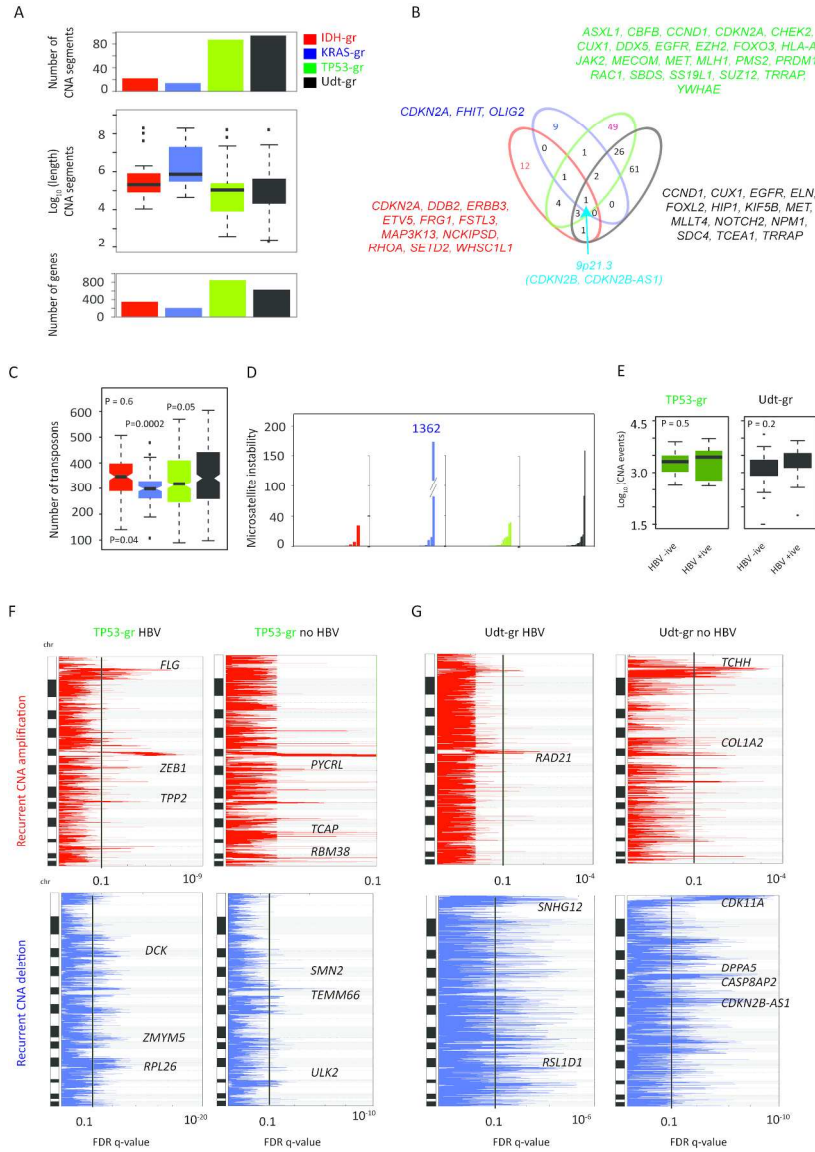 A
Number of
CNA segments
80
40
0
IDH-gr
KRAS-gr
TP53-gr
Udt-gr
Log10 (length)
CNA segments
8
6
4
2
Number of genes
800
400
0
B
ASXL1, CBFB, CCND1, CDKN2A, CHEK2,
CUX1, DDX5, EGFR, EZH2, FOXO3, HLA-A
JAK2, MECOM, MET, MLH1, PMS2, PRDM1,
RAC1, SBDS, SS19L1, SUZ12, TRRAP,
YWHAE
CDKN2A, FHIT, OLIG2
9
49
0
1
26
12
1
2
61
4
1
0
3
0
1
CDKN2A, DDB2, ERBB3,
ETV5, FRG1, FSTL3,
MAP3K13, NCKIPSD,
RHOA, SETD2, WHSC1L1
CCND1, CUX1, EGFR, ELN,
FOXL2, HIP1, KIF5B, MET,
MLLT4, NOTCH2, NPM1,
SDC4, TCEA1, TRRAP
9p21.3
(CDKN2B, CDKN2B-AS1)
C
Number of transposons
600
500
400
300
200
100
P = 0.6
P=0.0002
P=0.05
P=0.04
D
Microsatellite instability
200
150
40
0
1362
E
TP53-gr
Udt-gr
Log10 (CNA events)
4.5
3.0
1.5
P = 0.5
P = 0.2
HBV -ive
HBV +ive
HBV -ive
HBV +ive
F
TP53-gr HBV
TP53-gr no HBV
G
Udt-gr HBV
Udt-gr no HBV
chr
Recurrent CNA amplification
FLG
ZEB1
TPP2
0.1
10-9
PYCRL
TCAP
RBM38
0.1
RAD21
0.1
10-4
TCHH
COL1A2
0.1
10-4
chr
Recurrent CNA deletion
DCK
ZMYM5
RPL26
0.1
10-20
FDR q-value
SMN2
TEMM66
ULK2
0.1
10-10
FDR q-value
SNHG12
RSL1D1
0.1
10-6
FDR q-value
CDK11A
DPPA5
CASP8AP2
CDKN2B-AS1
0.1
10-10
FDR q-value